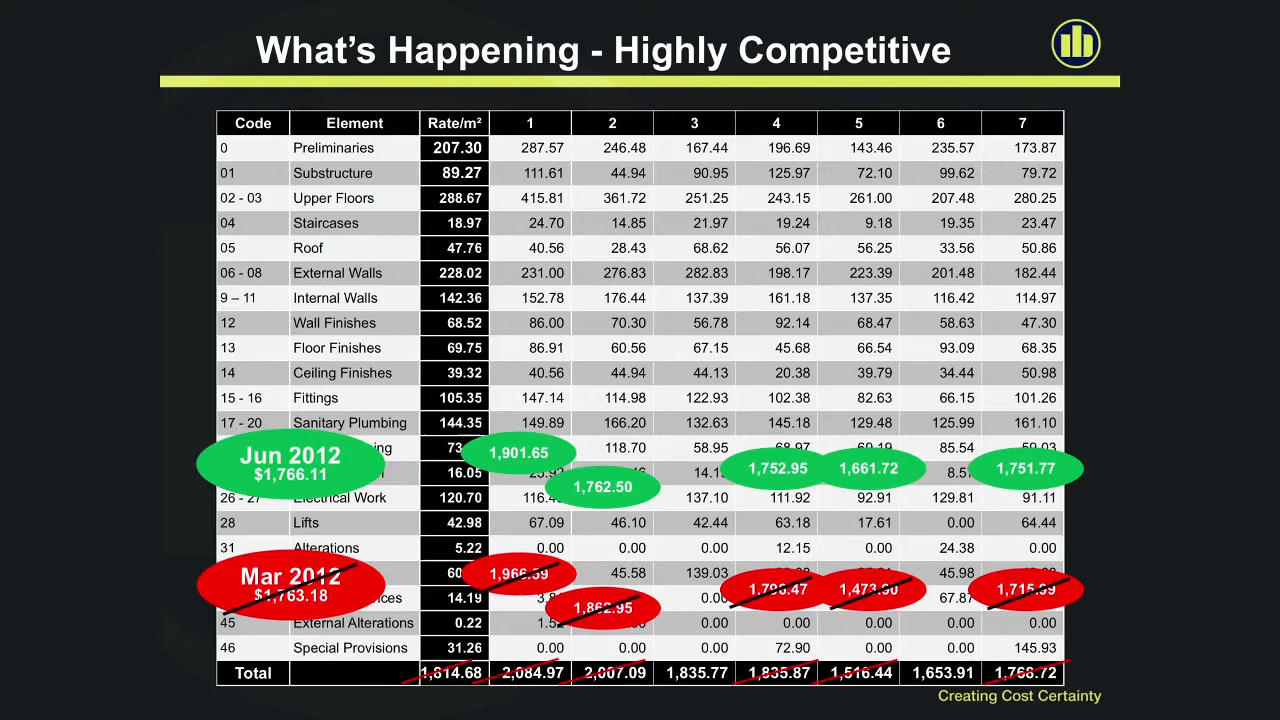 What's Happening - Highly Competitive
Code Element Rate/m² 1 2 3 4 5 6 7
0 Preliminaries 207.30 287.57 246.48 167.44 196.69 143.46 235.57 173.87
01 Substructure 89.27 111.61 44.94 90.95 125.97 72.10 99.62 79.72
02 - 03 Upper Floors 288.67 415.81 361.72 251.25 243.15 261.00 207.48 280.25
04 Staircases 18.97 24.70 14.85 21.97 19.24 9.18 19.35 23.47
05 Roof 47.76 40.56 28.43 68.62 56.07 56.25 33.56 50.86
06 - 08 External Walls 228.02 231.00 276.83 282.83 198.17 223.39 201.48 182.44
9 – 11 Internal Walls 142.36 152.78 176.44 137.39 161.18 137.35 116.42 114.97
12 Wall Finishes 68.52 86.00 70.30 56.78 92.14 68.47 58.63 47.30
13 Floor Finishes 69.75 86.91 60.56 67.15 45.68 66.54 93.09 68.35
14 Ceiling Finishes 39.32 40.56 44.94 44.13 20.38 39.79 34.44 50.98
15 - 16 Fittings 105.35 147.14 114.98 122.93 102.38 82.63 66.15 101.26
17 - 20 Sanitary Plumbing 144.35 149.89 166.20 132.63 145.18 129.48 125.99 161.10
118.70 58.95 85.54
Jun 2012
$1,766.11
1,901.65 1,762.50 1,752.95 1,661.72 1,751.77
16.05
26 - 27 Electrical Work 120.70 137.10 111.92 92.91 129.81 91.11
28 Lifts 42.98 67.09 46.10 42.44 63.18 17.61 0.00 64.44
31 Alterations 5.22 0.00 0.00 0.00 12.15 0.00 24.38 0.00
45.58 139.03 45.98
Mar 2012
$1,763.18
1,966.59 1,862.95 1,796.47 1,473.90 1,715.99
14.19 67.87
45 External Alterations 0.22 0.00 0.00 0.00 0.00 0.00
46 Special Provisions 31.26 0.00 0.00 0.00 72.90 0.00 0.00 145.93
Total 1,814.68 2,084.97 2,007.09 1,835.77 1,835.87 1,516.44 1,653.91 1,768.72
Creating Cost Certainty